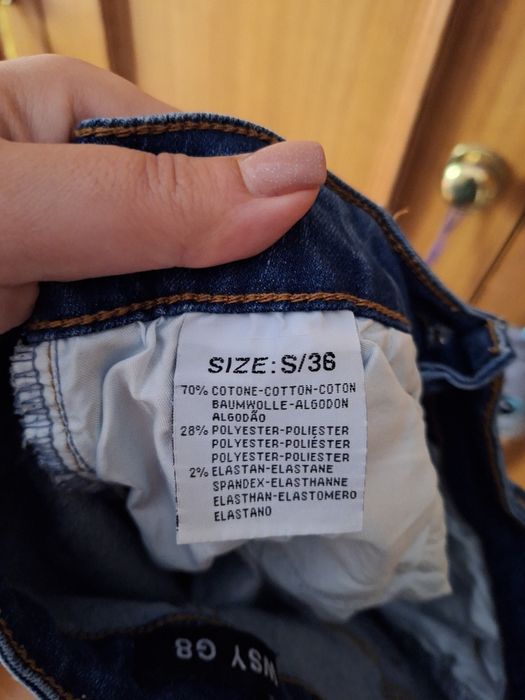 SIZE: S/36
70% COTONE-COTTON-COTON
BAUMWOLLE-ALGODON
ALGODÃO
28% POLYESTER-POLIESTER
POLYESTER-POLIÉSTER
POLYESTER-POLIESTER
2% ELASTAN-ELASTANE
SPANDEX-ELASTHANNE
ELASTHAN-ELASTOMERO
ELASTANO